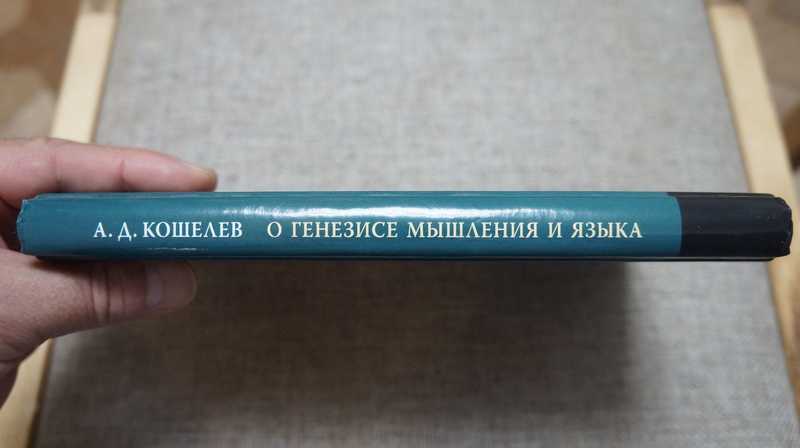 А. Д. КОШЕЛЕВ О ГЕНЕЗИСЕ МЫШЛЕНИЯ И ЯЗЫКА